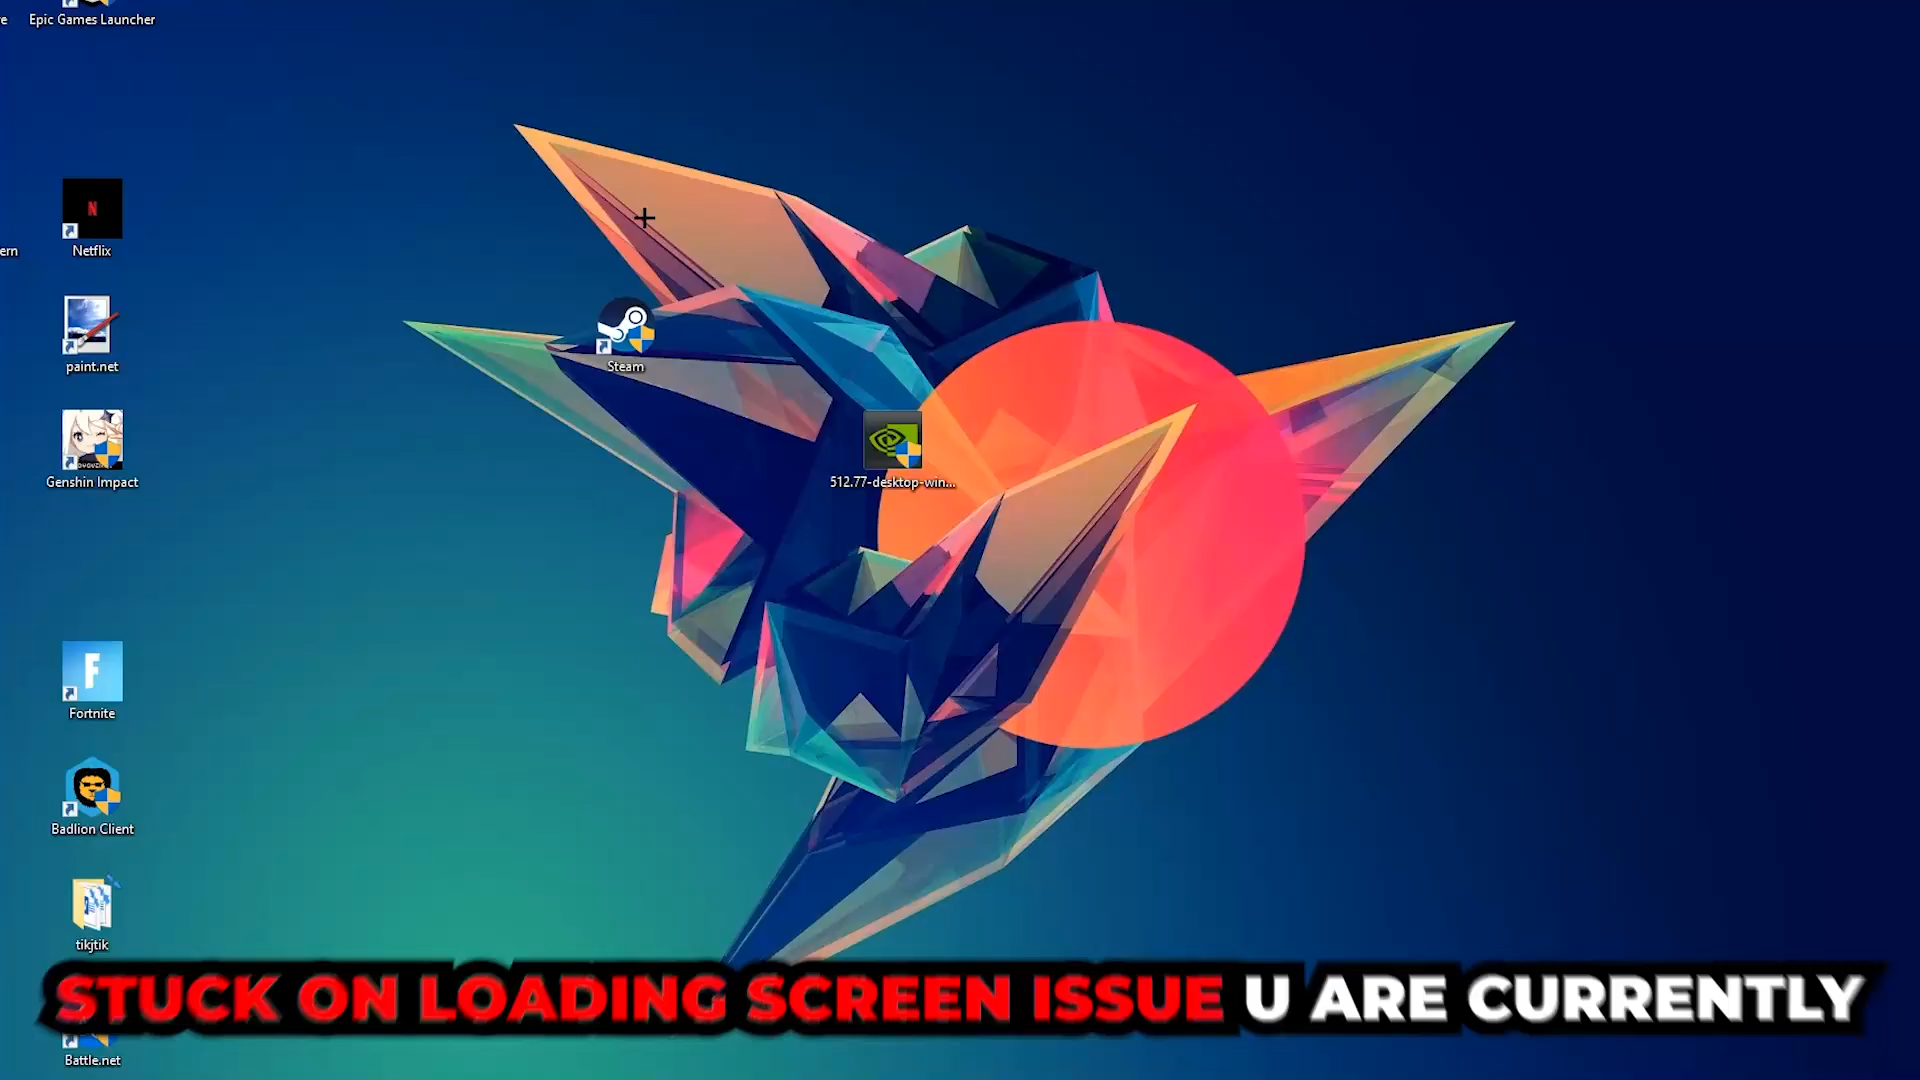 Epic Games Launcher
Netflix
ern
paint.net
Steam
Genshin Impact
512.77-desktop-win...
F
Fortnite
Badlion Client
tikjtik
STUCK ON LOADING SCREEN ISSUE U ARE CURRENTLY
Battle.net